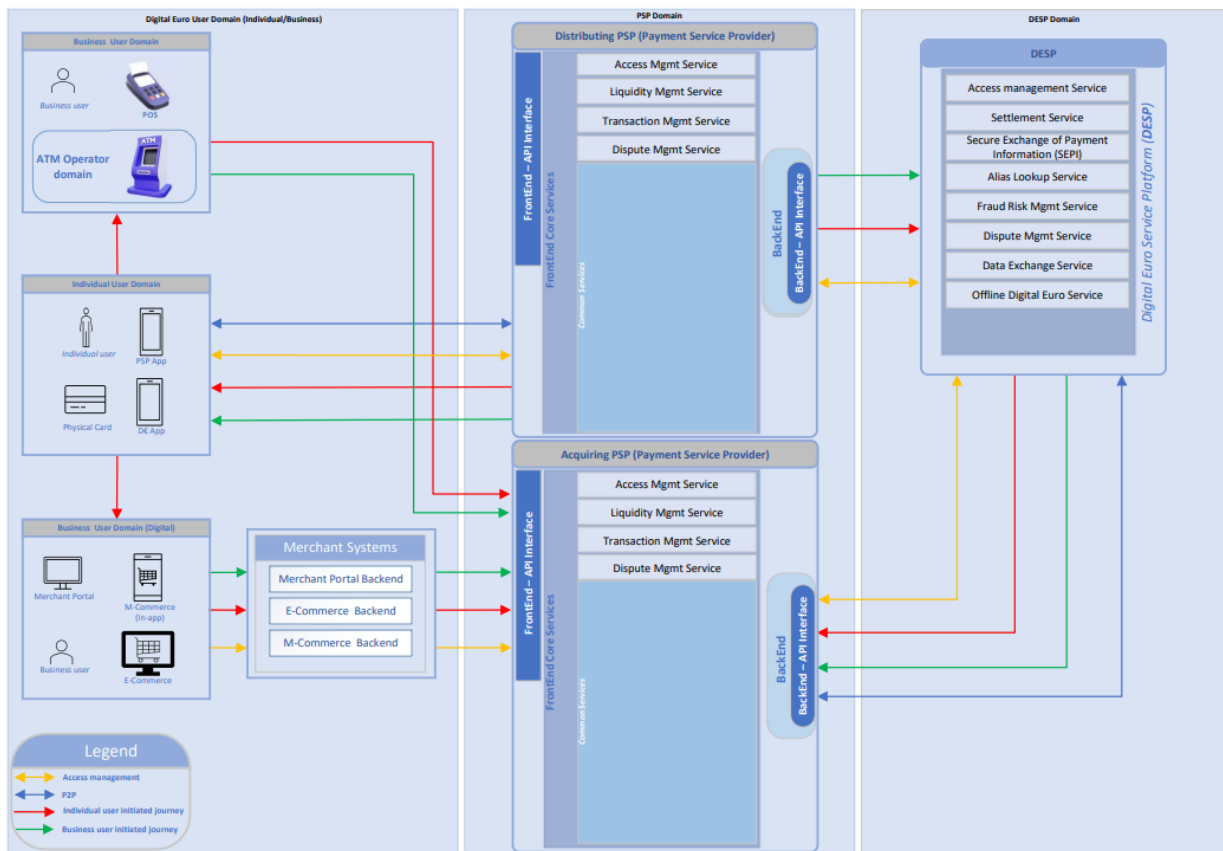 Digital Euro User Domain (Individual/Business)
PSP Domain
DESP Domain
Business User Domain
Business user
POS
ATM Operator
domain
ATM
Individual User Domain
Individual user
PSP App
Physical Card
D€ App
Business User Domain (Digital)
Merchant Portal
M-Commerce
(In-app)
Business user
E-Commerce
Merchant Systems
Merchant Portal Backend
E-Commerce Backend
M-Commerce Backend
Legend
Access management
P2P
Individual user initiated journey
Business user initiated journey
Distributing PSP (Payment Service Provider)
FrontEnd – API Interface
FrontEnd Core Services
Access Mgmt Service
Liquidity Mgmt Service
Transaction Mgmt Service
Dispute Mgmt Service
Common Services
BackEnd
BackEnd – API Interface
Acquiring PSP (Payment Service Provider)
FrontEnd – API Interface
FrontEnd Core Services
Access Mgmt Service
Liquidity Mgmt Service
Transaction Mgmt Service
Dispute Mgmt Service
Common Services
BackEnd
BackEnd – API Interface
DESP
Access management Service
Settlement Service
Secure Exchange of Payment
Information (SEPI)
Alias Lookup Service
Fraud Risk Mgmt Service
Dispute Mgmt Service
Data Exchange Service
Offline Digital Euro Service
Digital Euro Service Platform (DESP)